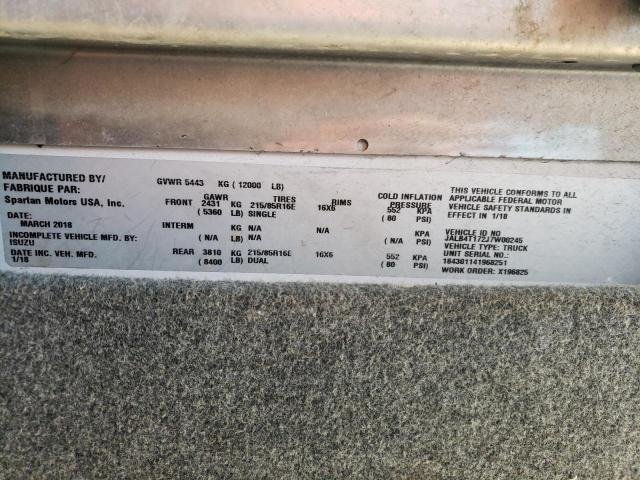 MANUFACTURED BY/
FABRIQUE PAR:
Spartan Motors USA, Inc.
DATE:
MARCH 2018
INCOMPLETE VEHICLE MFD. BY:
ISUZU
DATE INC. VEH. MFD.
1/18
GVWR 5443 KG ( 12000 LB)
GAWR TIRES RIMS COLD INFLATION PRESSURE
FRONT 2431 KG 215/85R16E 16X6 552 KPA
( 5360 LB) SINGLE ( 80 PSI)
INTERM KG N/A N/A KPA
( N/A LB) N/A ( N/A PSI)
REAR 3810 KG 215/85R16E 16X6 552 KPA
( 8400 LB) DUAL ( 80 PSI)
THIS VEHICLE CONFORMS TO ALL
APPLICABLE FEDERAL MOTOR
VEHICLE SAFETY STANDARDS IN
EFFECT IN 1/18
VEHICLE ID NO
JALB4T172J7W00245
VEHICLE TYPE: TRUCK
UNIT SERIAL NO:
184301141968251
WORK ORDER: X196825